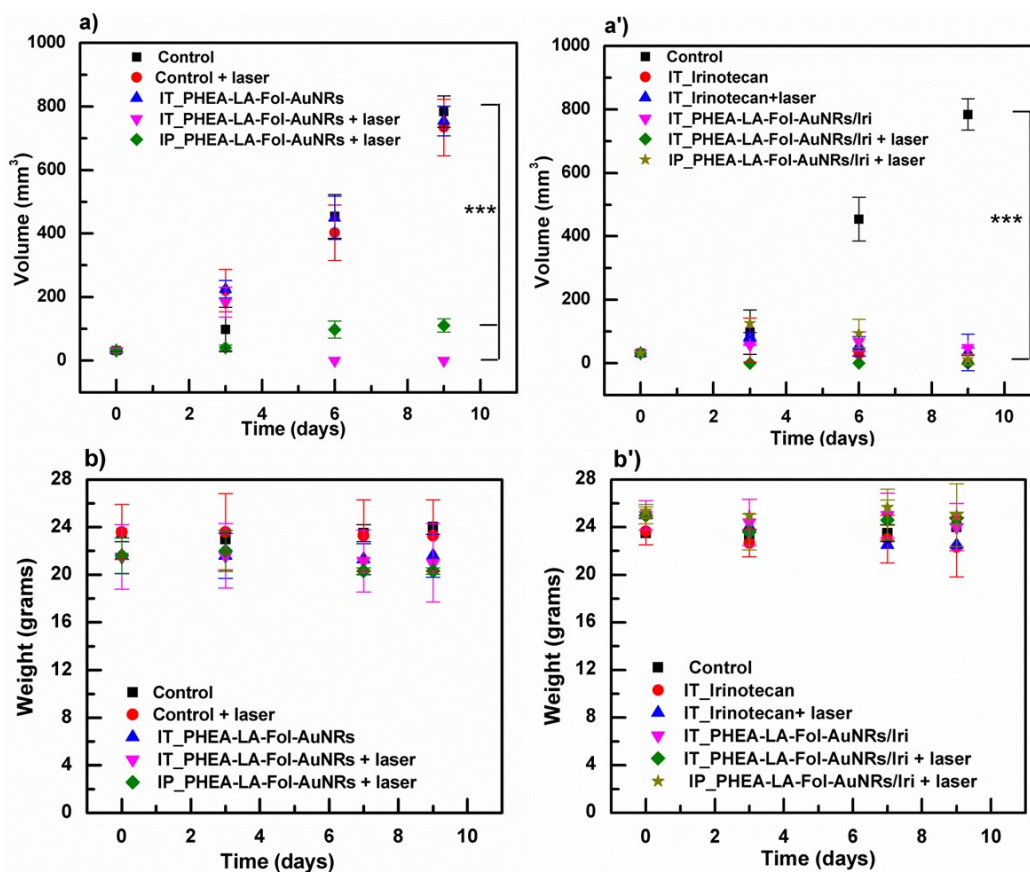 a)
1000
800
600
400
200
0
Volume (mm³)
Control
Control + laser
IT_PHEA-LA-Fol-AuNRs
IT_PHEA-LA-Fol-AuNRs + laser
IP_PHEA-LA-Fol-AuNRs + laser
***
0 2 4 6 8 10
Time (days)
a')
1000
800
600
400
200
0
Volume (mm³)
Control
IT_Irinotecan
IT_Irinotecan+laser
IT_PHEA-LA-Fol-AuNRs/Iri
IT_PHEA-LA-Fol-AuNRs/Iri + laser
IP_PHEA-LA-Fol-AuNRs/Iri + laser
***
0 2 4 6 8 10
Time (days)
b)
28
24
20
16
12
8
4
0
Weight (grams)
Control
Control + laser
IT_PHEA-LA-Fol-AuNRs
IT_PHEA-LA-Fol-AuNRs + laser
IP_PHEA-LA-Fol-AuNRs + laser
0 2 4 6 8 10
Time (days)
b')
28
24
20
16
12
8
4
0
Weight (grams)
Control
IT_Irinotecan
IT_Irinotecan+ laser
IT_PHEA-LA-Fol-AuNRs/Iri
IT_PHEA-LA-Fol-AuNRs/Iri + laser
IP_PHEA-LA-Fol-AuNRs/Iri + laser
0 2 4 6 8 10
Time (days)